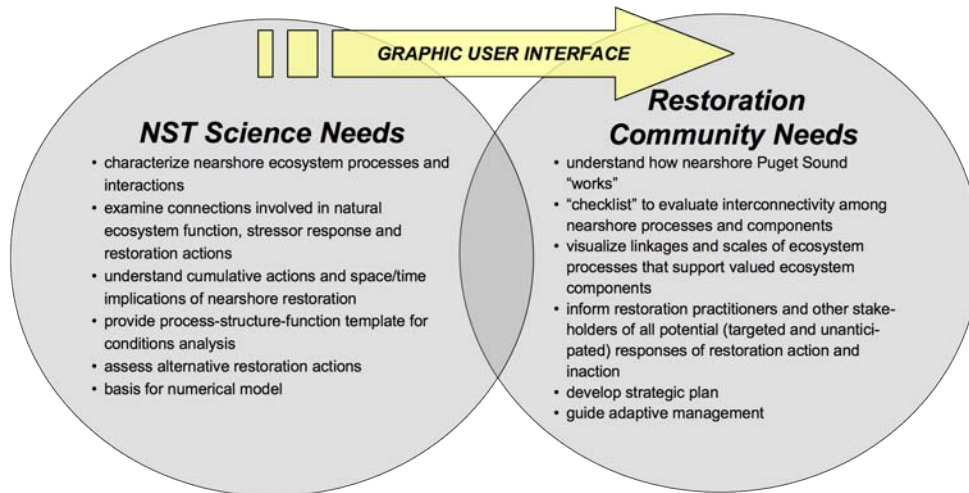 GRAPHIC USER INTERFACE
NST Science Needs
• characterize nearshore ecosystem processes and
interactions
• examine connections involved in natural
ecosystem function, stressor response and
restoration actions
• understand cumulative actions and space/time
implications of nearshore restoration
• provide process-structure-function template for
conditions analysis
• assess alternative restoration actions
• basis for numerical model
Restoration
Community Needs
• understand how nearshore Puget Sound
“works”
• “checklist” to evaluate interconnectivity among
nearshore processes and components
• visualize linkages and scales of ecosystem
processes that support valued ecosystem
components
• inform restoration practitioners and other stake-
holders of all potential (targeted and unantici-
pated) responses of restoration action and
inaction
• develop strategic plan
• guide adaptive management